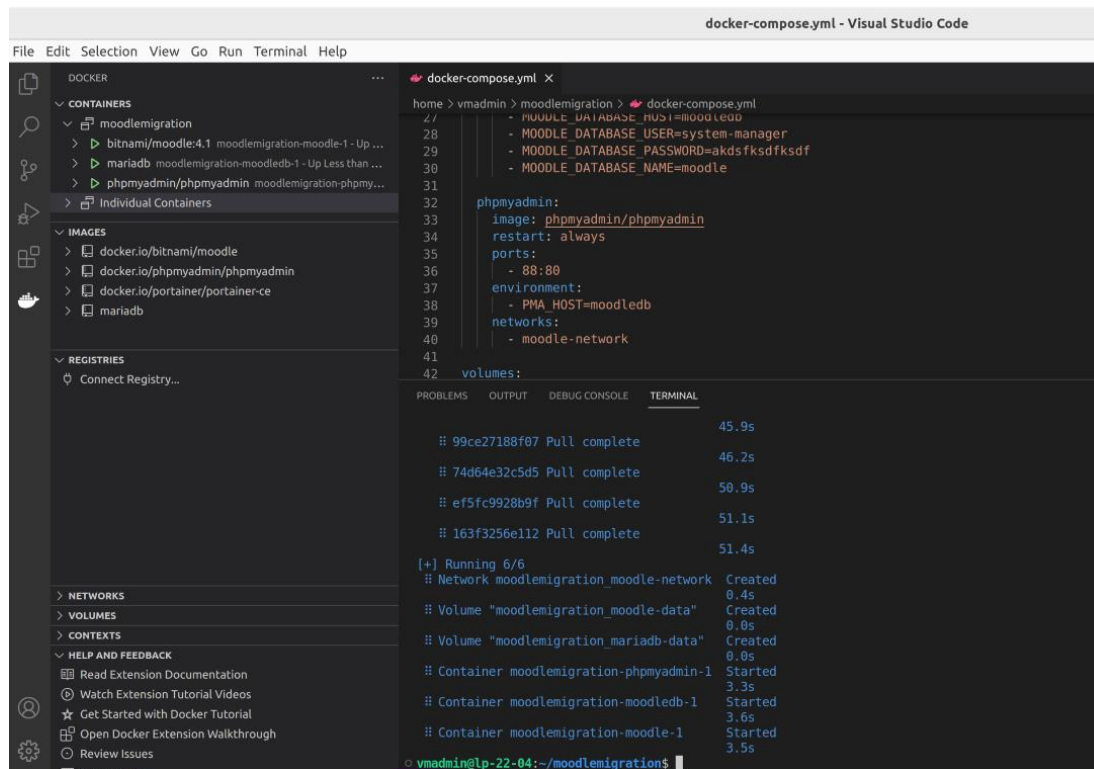 docker-compose.yml - Visual Studio Code
File Edit Selection View Go Run Terminal Help
DOCKER
CONTAINERS
moodlemigration
bitnami/moodle:4.1 moodlemigration-moodle-1 - Up ...
mariadb moodlemigration-moodledb-1 - Up Less than ...
phpmyadmin/phpmyadmin moodlemigration-phpmy...
Individual Containers
IMAGES
docker.io/bitnami/moodle
docker.io/phpmyadmin/phpmyadmin
docker.io/portainer/portainer-ce
mariadb
REGISTRIES
Connect Registry...
NETWORKS
VOLUMES
CONTEXTS
HELP AND FEEDBACK
Read Extension Documentation
Watch Extension Tutorial Videos
Get Started with Docker Tutorial
Open Docker Extension Walkthrough
Review Issues
docker-compose.yml
home > vmadmin > moodlemigration > docker-compose.yml
27 - MOODLE_DATABASE_HOST=moodledb
28 - MOODLE_DATABASE_USER=system-manager
29 - MOODLE_DATABASE_PASSWORD=akdsfksdfksdf
30 - MOODLE_DATABASE_NAME=moodle
31
32 phpmyadmin:
33 image: phpmyadmin/phpmyadmin
34 restart: always
35 ports:
36 - 88:80
37 environment:
38 - PMA_HOST=moodledb
39 networks:
40 - moodle-network
41
42 volumes:
PROBLEMS OUTPUT DEBUG CONSOLE TERMINAL
45.9s
99ce27188f07 Pull complete
46.2s
74d64e32c5d5 Pull complete
50.9s
ef5fc9928b9f Pull complete
51.1s
163f3256e112 Pull complete
51.4s
[+] Running 6/6
Network moodlemigration_moodle-network Created
0.4s
Volume "moodlemigration_moodle-data" Created
0.0s
Volume "moodlemigration_mariadb-data" Created
0.0s
Container moodlemigration-phpmyadmin-1 Started
3.3s
Container moodlemigration-moodledb-1 Started
3.6s
Container moodlemigration-moodle-1 Started
3.5s
vmadmin@lp-22-04:~/moodlemigration$